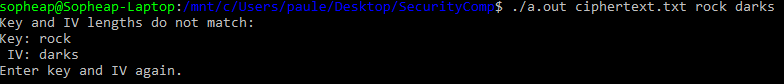 sopheap@Sopheap-Laptop:/mnt/c/Users/paule/Desktop/SecurityComp$ ./a.out ciphertext.txt rock darks
Key and IV lengths do not match:
Key: rock
 IV: darks
Enter key and IV again.